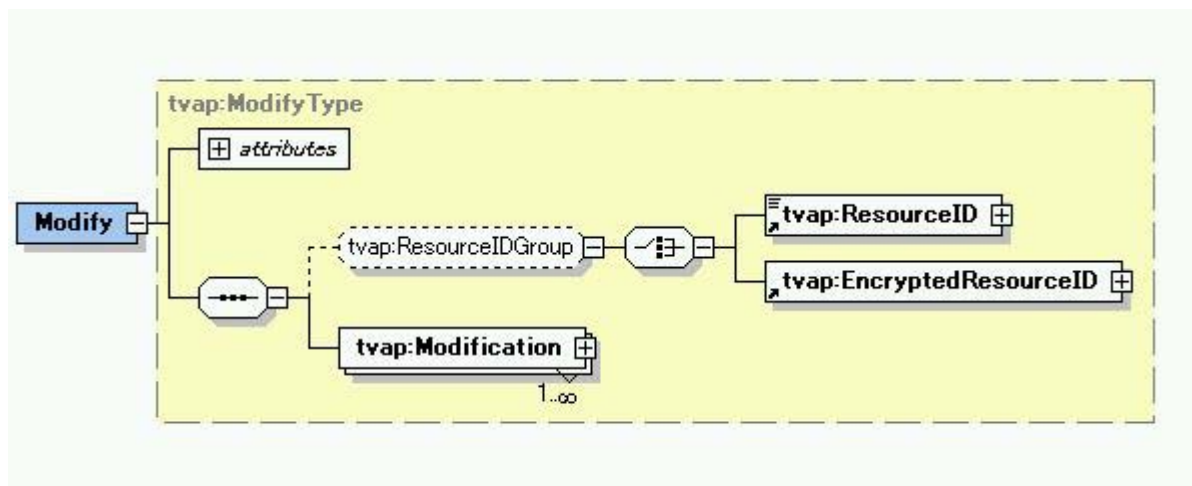 tvap:ModifyType
attributes
Modify
tvap:ResourceIDGroup
tvap:ResourceID
tvap:EncryptedResourceID
tvap:Modification
1..∞